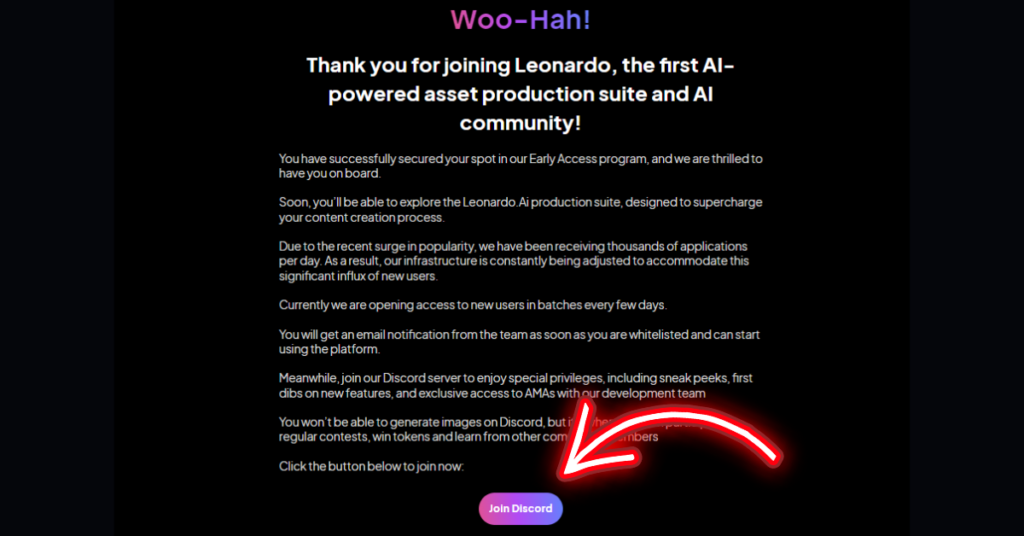 Woo-Hah!
Thank you for joining Leonardo, the first AI-
powered asset production suite and AI
community!
You have successfully secured your spot in our Early Access program, and we are thrilled to
have you on board.
Soon, you'll be able to explore the Leonardo.Ai production suite, designed to supercharge
your content creation process.
Due to the recent surge in popularity, we have been receiving thousands of applications
per day. As a result, our infrastructure is constantly being adjusted to accommodate this
significant influx of new users.
Currently we are opening access to new users in batches every few days.
You will get an email notification from the team as soon as you are whitelisted and can start
using the platform.
Meanwhile, join our Discord server to enjoy special privileges, including sneak peeks, first
dibs on new features, and exclusive access to AMAs with our development team
You won't be able to generate images on Discord, but
regular contests, win tokens and learn from other
Click the button below to join now:
Join Discord